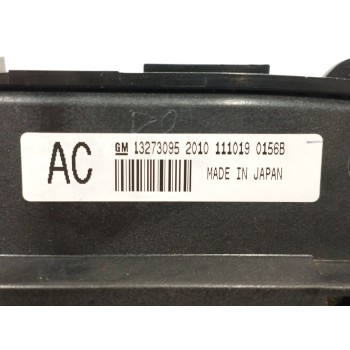 AC
GM 13273095 2010 111019 0156B
MADE IN JAPAN